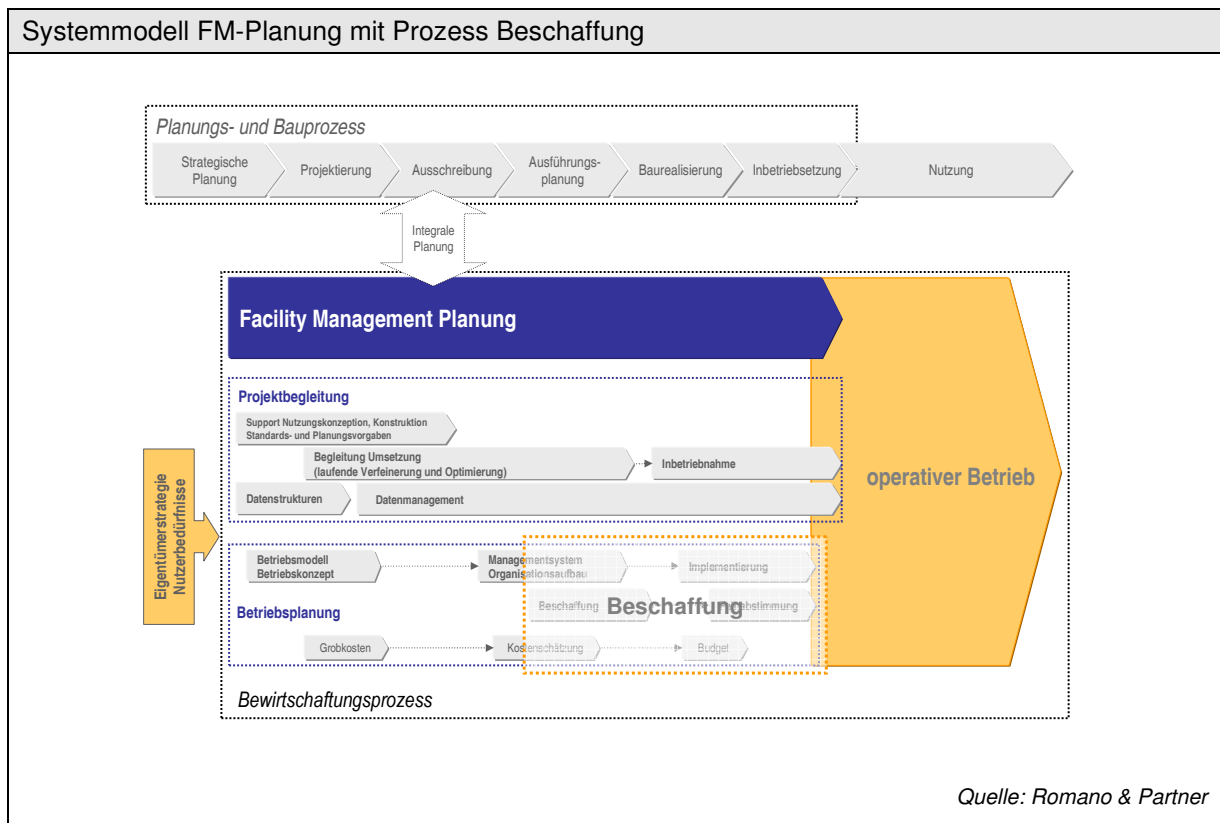 Systemmodell FM-Planung mit Prozess Beschaffung
Planungs- und Bauprozess
Strategische
Planung
Projektierung
Ausschreibung
Ausführungs-
planung
Baurealisierung
Inbetriebsetzung
Nutzung
Integrale
Planung
Facility Management Planung
Projektbegleitung
Support Nutzungskonzeption, Konstruktion
Standards- und Planungsvorgaben
Begleitung Umsetzung
(laufende Verfeinerung und Optimierung)
Inbetriebnahme
Datenstrukturen
Datenmanagement
operativer Betrieb
Eigentümerstrategie
Nutzerbedürfnisse
Betriebsmodell
Betriebskonzept
Managementsystem
Organisationsaufbau
Implementierung
Betriebsplanung
Beschaffung
Beschaffung
Grobkosten
Kostenschätzung
Budget
Bewirtschaftungsprozess
Quelle: Romano & Partner